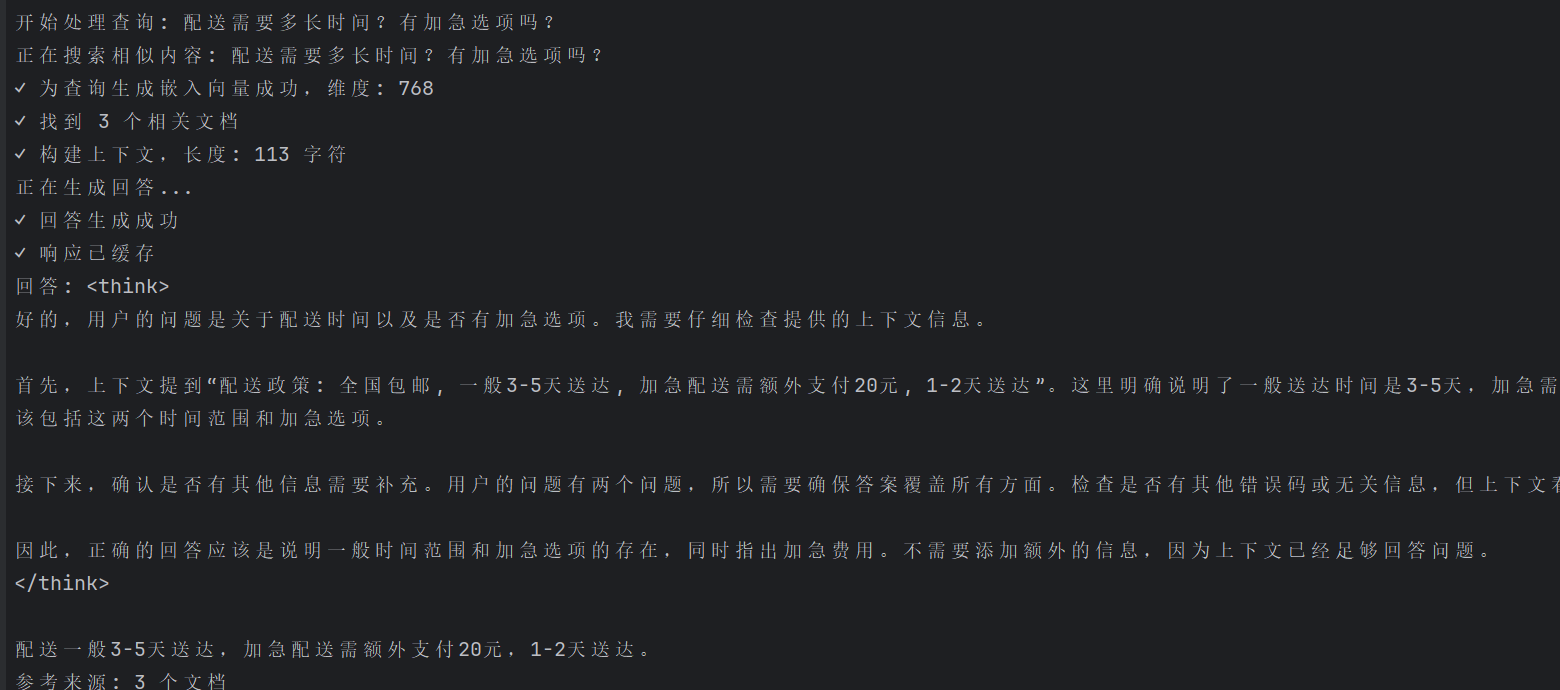 开始处理查询: 配送需要多长时间？有加急选项吗？
正在搜索相似内容: 配送需要多长时间？有加急选项吗？
✓ 为查询生成嵌入向量成功，维度: 768
✓ 找到 3 个相关文档
✓ 构建上下文，长度: 113 字符
正在生成回答...
✓ 回答生成成功
✓ 响应已缓存
回答: <think>
好的，用户的问题是关于配送时间以及是否有加急选项。我需要仔细检查提供的上下文信息。
首先，上下文提到“配送政策: 全国包邮, 一般3-5天送达, 加急配送需额外支付20元, 1-2天送达”。这里明确说明了一般送达时间是3-5天，加急需
该包括这两个时间范围和加急选项。
接下来，确认是否有其他信息需要补充。用户的问题有两个问题，所以需要确保答案覆盖所有方面。检查是否有其他错误码或无关信息，但上下文看
因此，正确的回答应该是说明一般时间范围和加急选项的存在，同时指出加急费用。不需要添加额外的信息，因为上下文已经足够回答问题。
</think>
配送一般3-5天送达，加急配送需额外支付20元，1-2天送达。
参考来源: 3 个文档